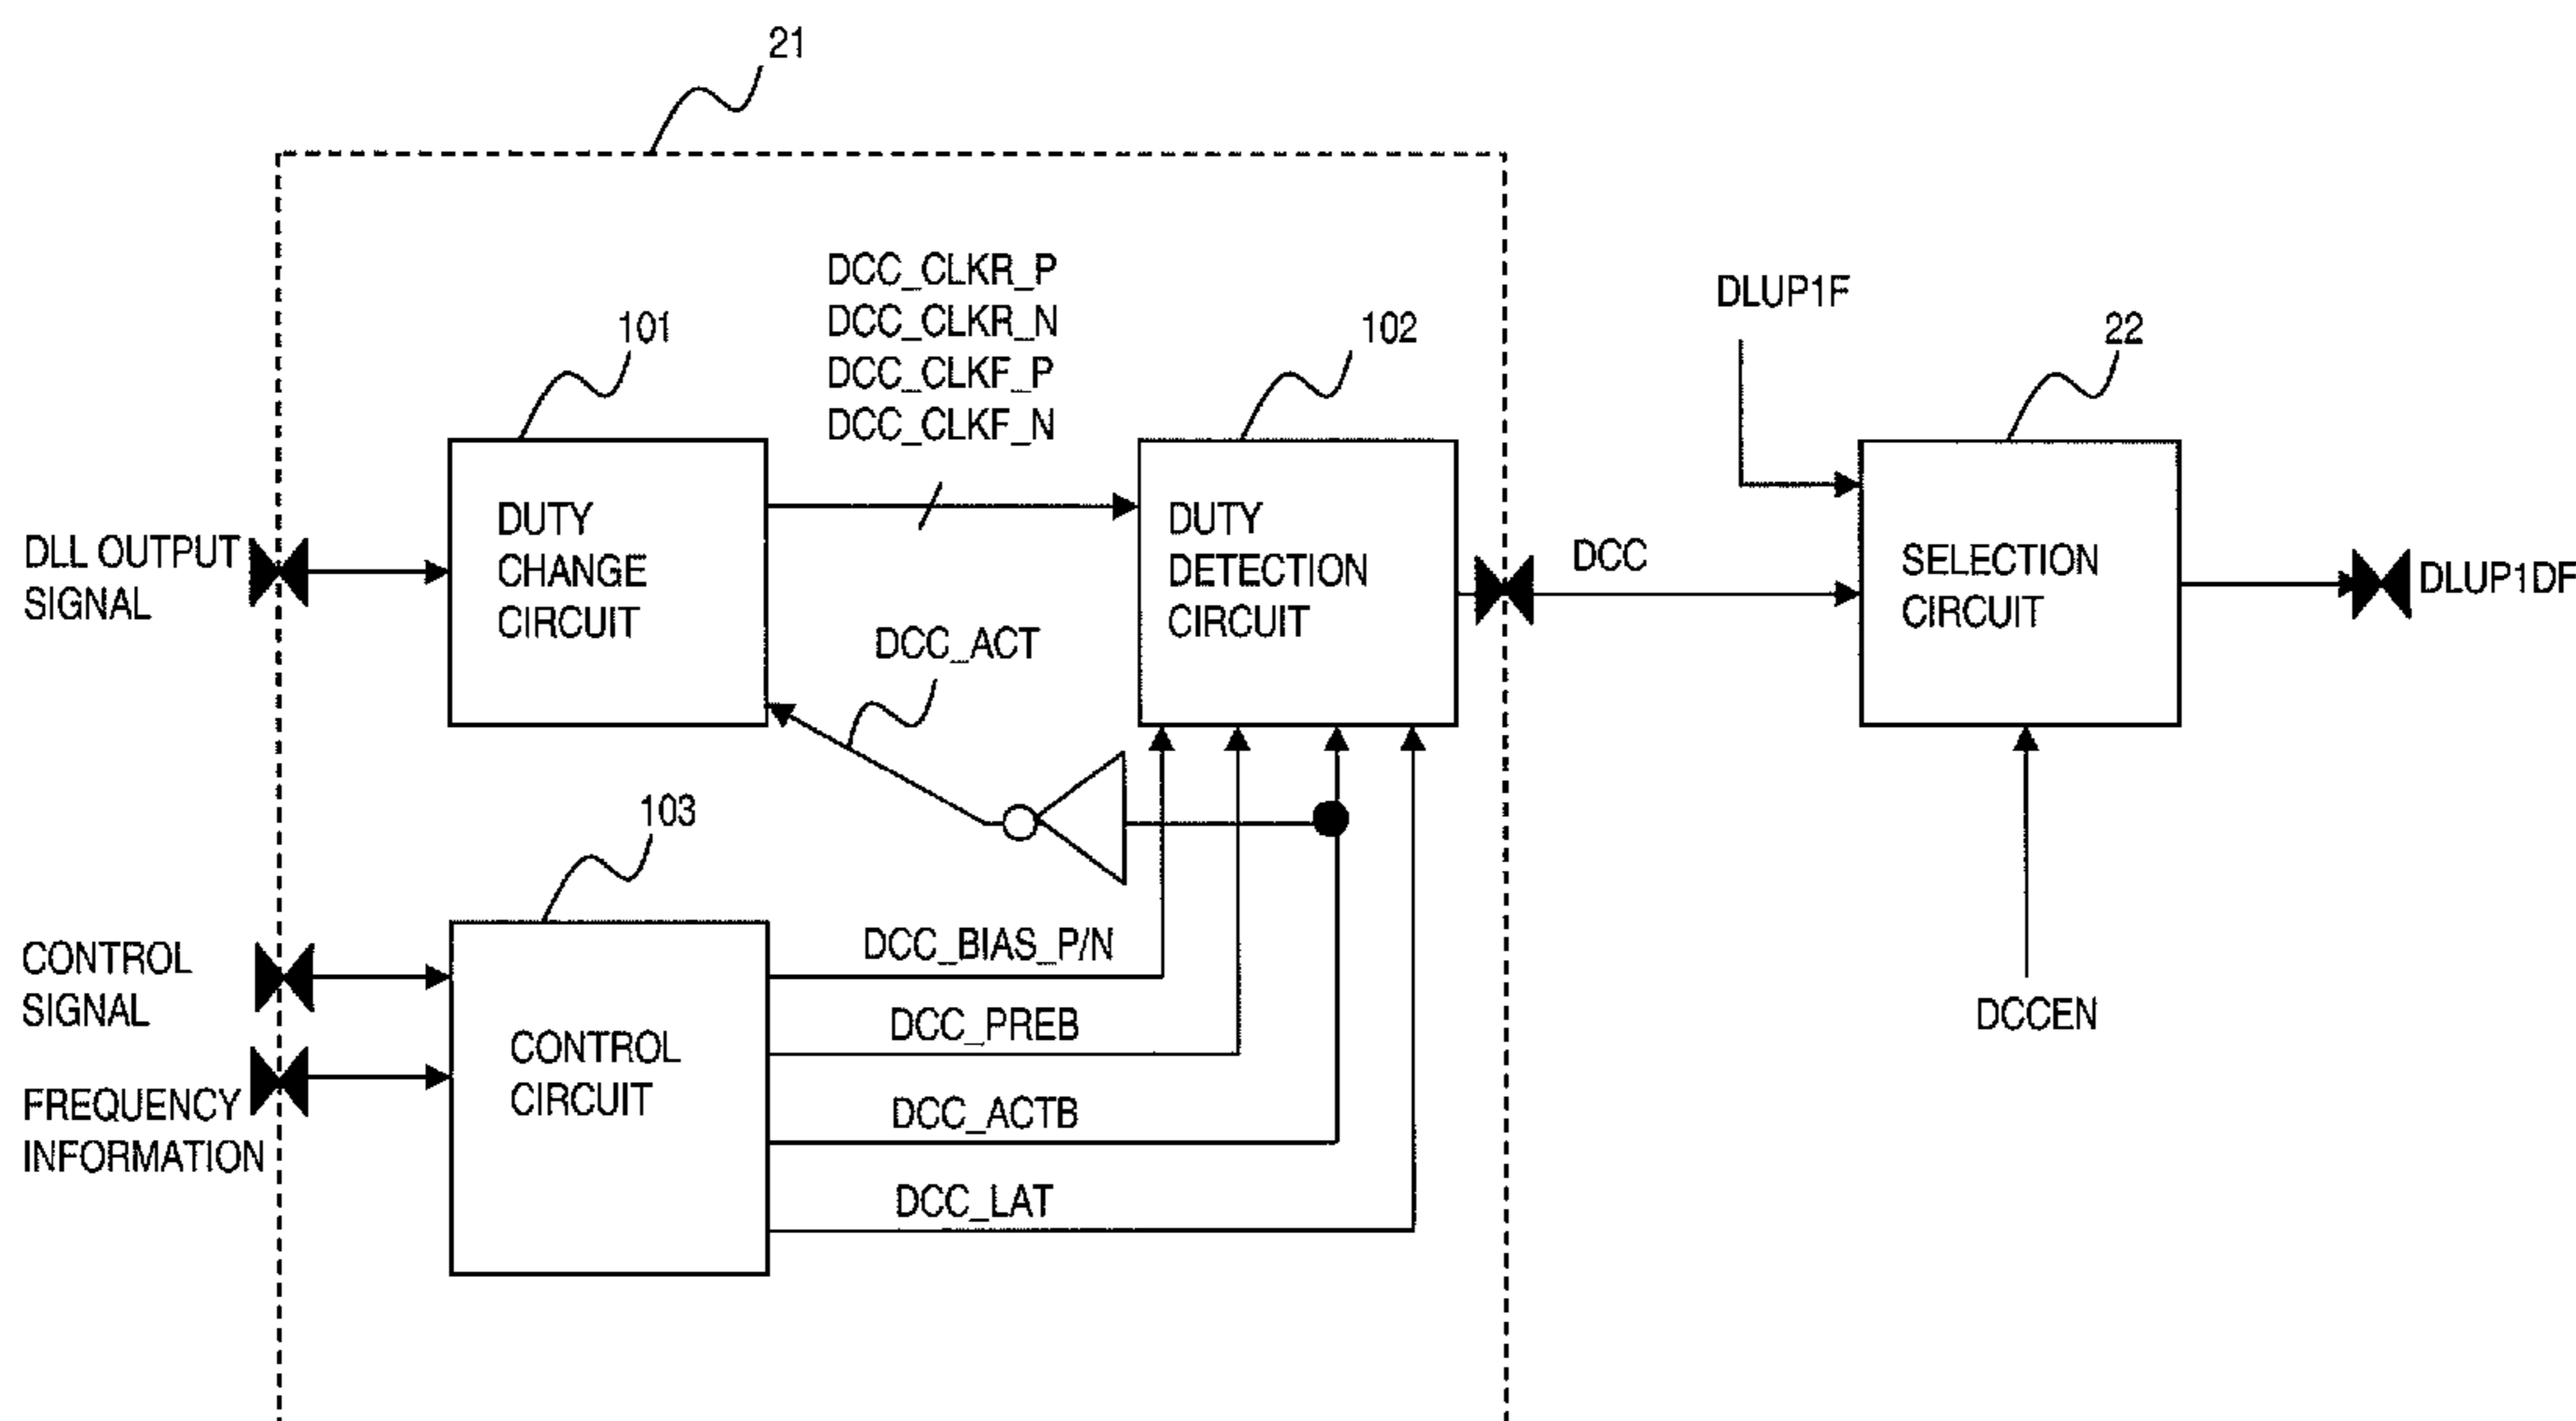 21
DCC_CLKR_P
DCC_CLKR_N
DCC_CLKF_P
DCC_CLKF_N
DLUP1F
101
102
22
DLL OUTPUT
SIGNAL
DUTY
CHANGE
CIRCUIT
DUTY
DETECTION
CIRCUIT
DCC
SELECTION
CIRCUIT
DLUP1DF
DCC_ACT
103
CONTROL
SIGNAL
FREQUENCY
INFORMATION
CONTROL
CIRCUIT
DCC_BIAS_P/N
DCC_PREB
DCC_ACTB
DCC_LAT
DCCEN